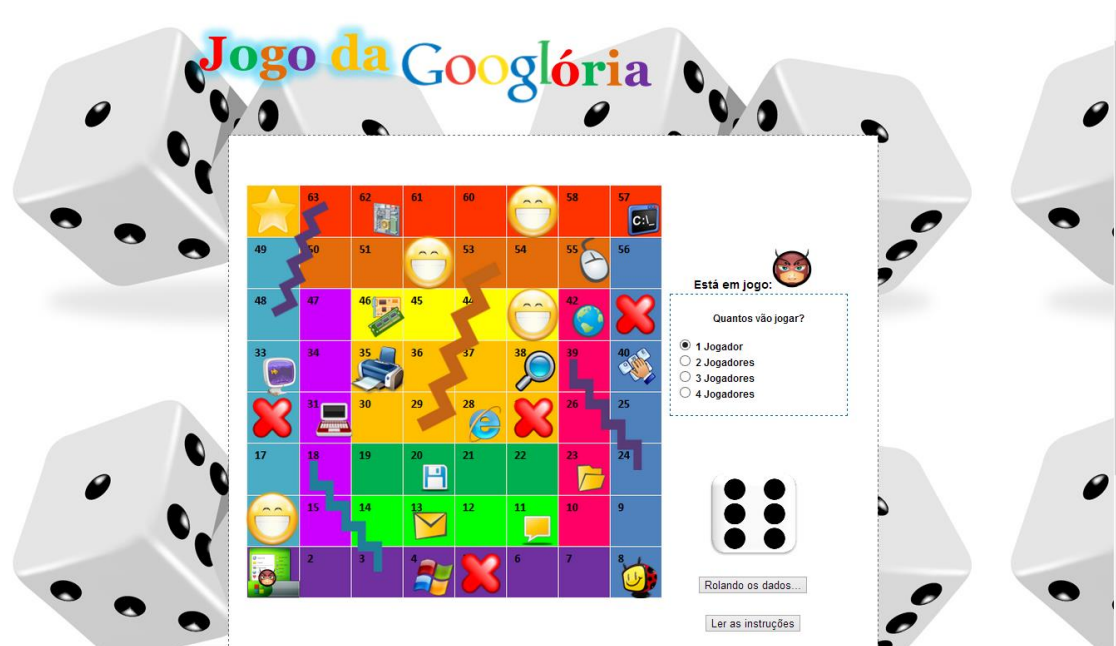 Jogo da Googlória
63 62 61 60 58 57
C:\_
49 50 51 53 54 55 56
48 47 46 45 44 42
33 34 35 36 37 38 39 40
31 30 29 28 26 25
17 18 19 20 21 22 23 24
15 14 13 12 11 10 9
2 3 4 6 7 8
Está em jogo:
Quantos vão jogar?
1 Jogador
2 Jogadores
3 Jogadores
4 Jogadores
Rolando os dados...
Ler as instruções